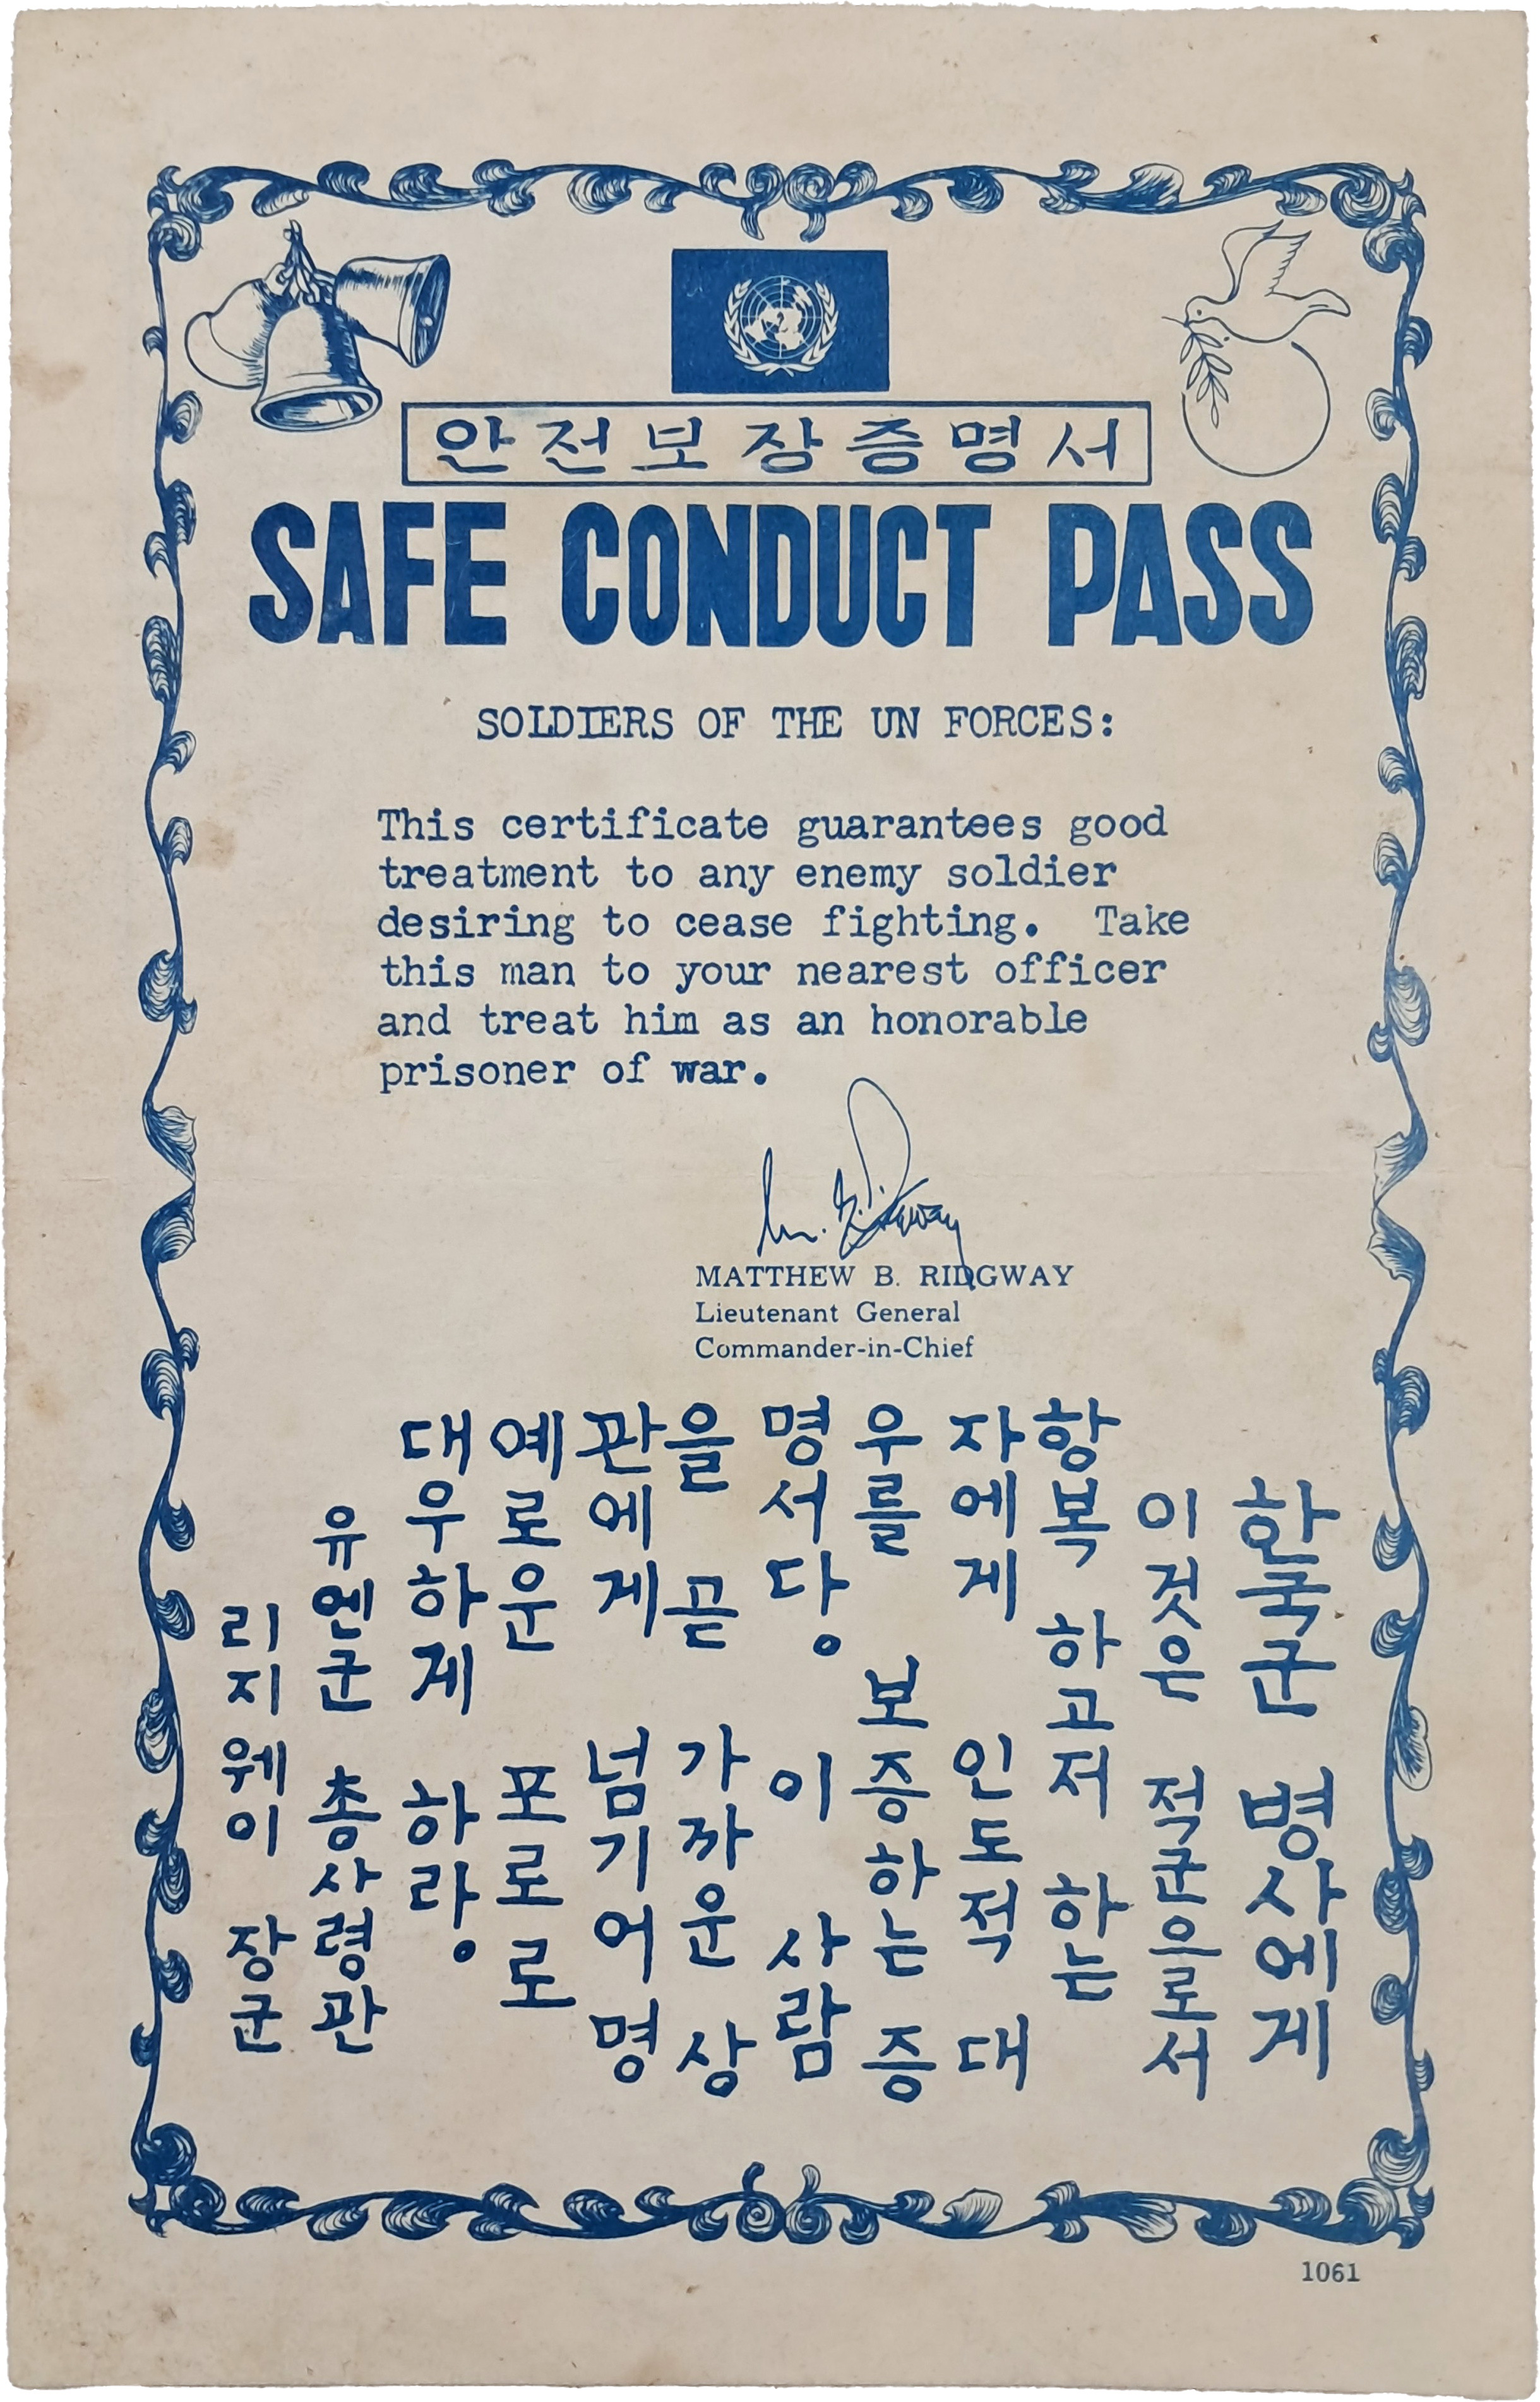 안전보장증명서
SAFE CONDUCT PASS
SOLDIERS OF THE UN FORCES:
This certificate guarantees good
treatment to any enemy soldier
desiring to cease fighting. Take
this man to your nearest officer
and treat him as an honorable
prisoner of war.
M. B. Ridgway
MATTHEW B. RIDGWAY
Lieutenant General
Commander-in-Chief
한국군 병사에게
이것은 적군으로서
항복 하고저 하는
자에게 인도적 대
우를 보증하는 증
명서다。 이 사람
을 곧 가까운 상
관에게 넘기어 명
예로운 포로로
대우하게 하라。
유엔군 총사령관
리지웨이 장군
1061